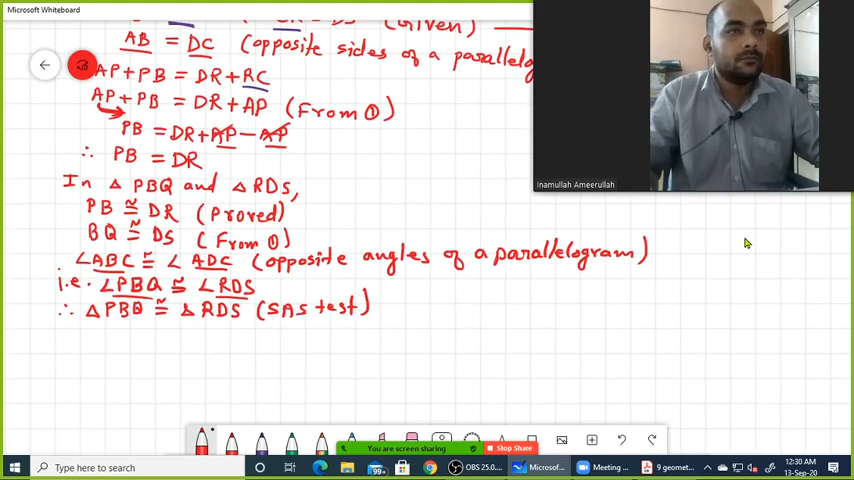 Microsoft Whiteboard
(Given)
AB = DC (opposite sides of a parallelog
AP+PB = DR+RC
AP+PB = DR+AP (From ①)
PB = DR+AP - AP
∴ PB = DR
In △ PBQ and △ RDS,
PB ≅ DR (Proved)
BQ ≅ DS (From ①)
∠ABC ≅ ∠ADC (opposite angles of a parallelogram)
i.e. ∠PBQ ≅ ∠RDS
∴ △PBQ ≅ △RDS (SAS test)
Inamullah Ameerullah
You are screen sharing
Stop Share
Type here to search
99+
OBS 25.0...
Microsof...
Meeting ...
9 geomet...
12:30 AM
13-Sep-20